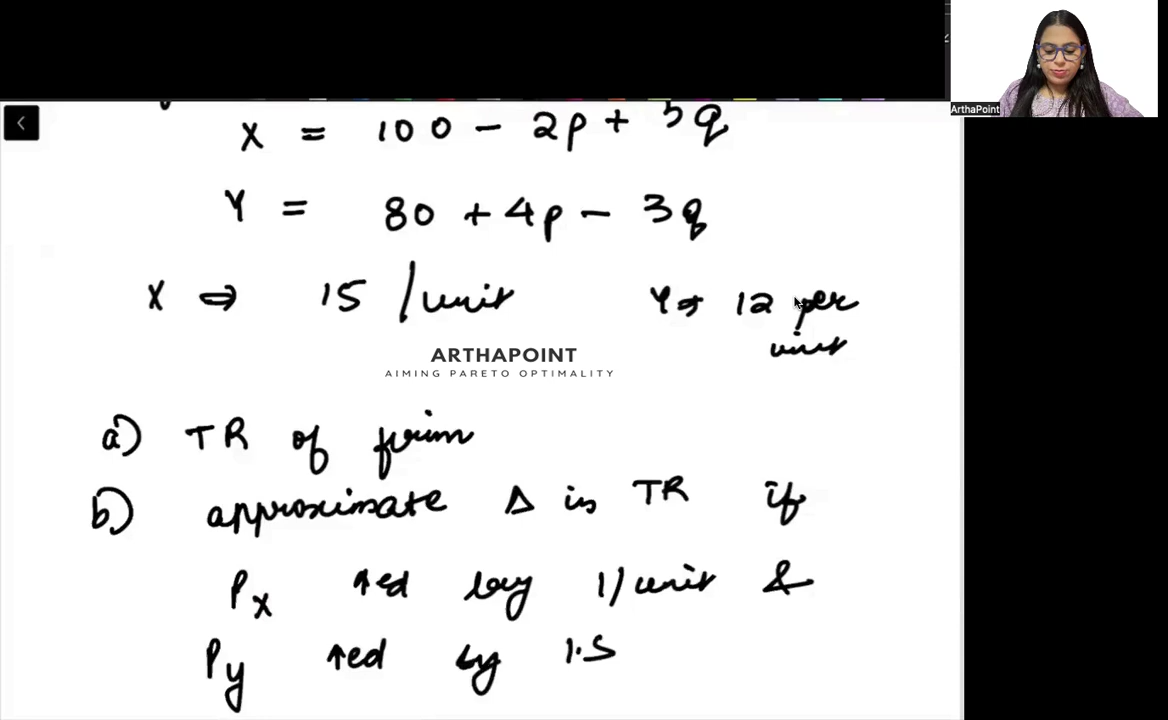 ArthaPoint
X = 100 - 2p + 3q
Y = 80 + 4p - 3q
X ⇒ 15 /unit Y ⇒ 12 per unit
ARTHAPOINT
AIMING PARETO OPTIMALITY
a) TR of firm
b) approximate Δ in TR if
Px ↑ed by 1/unit &
Py ↑ed by 1.5